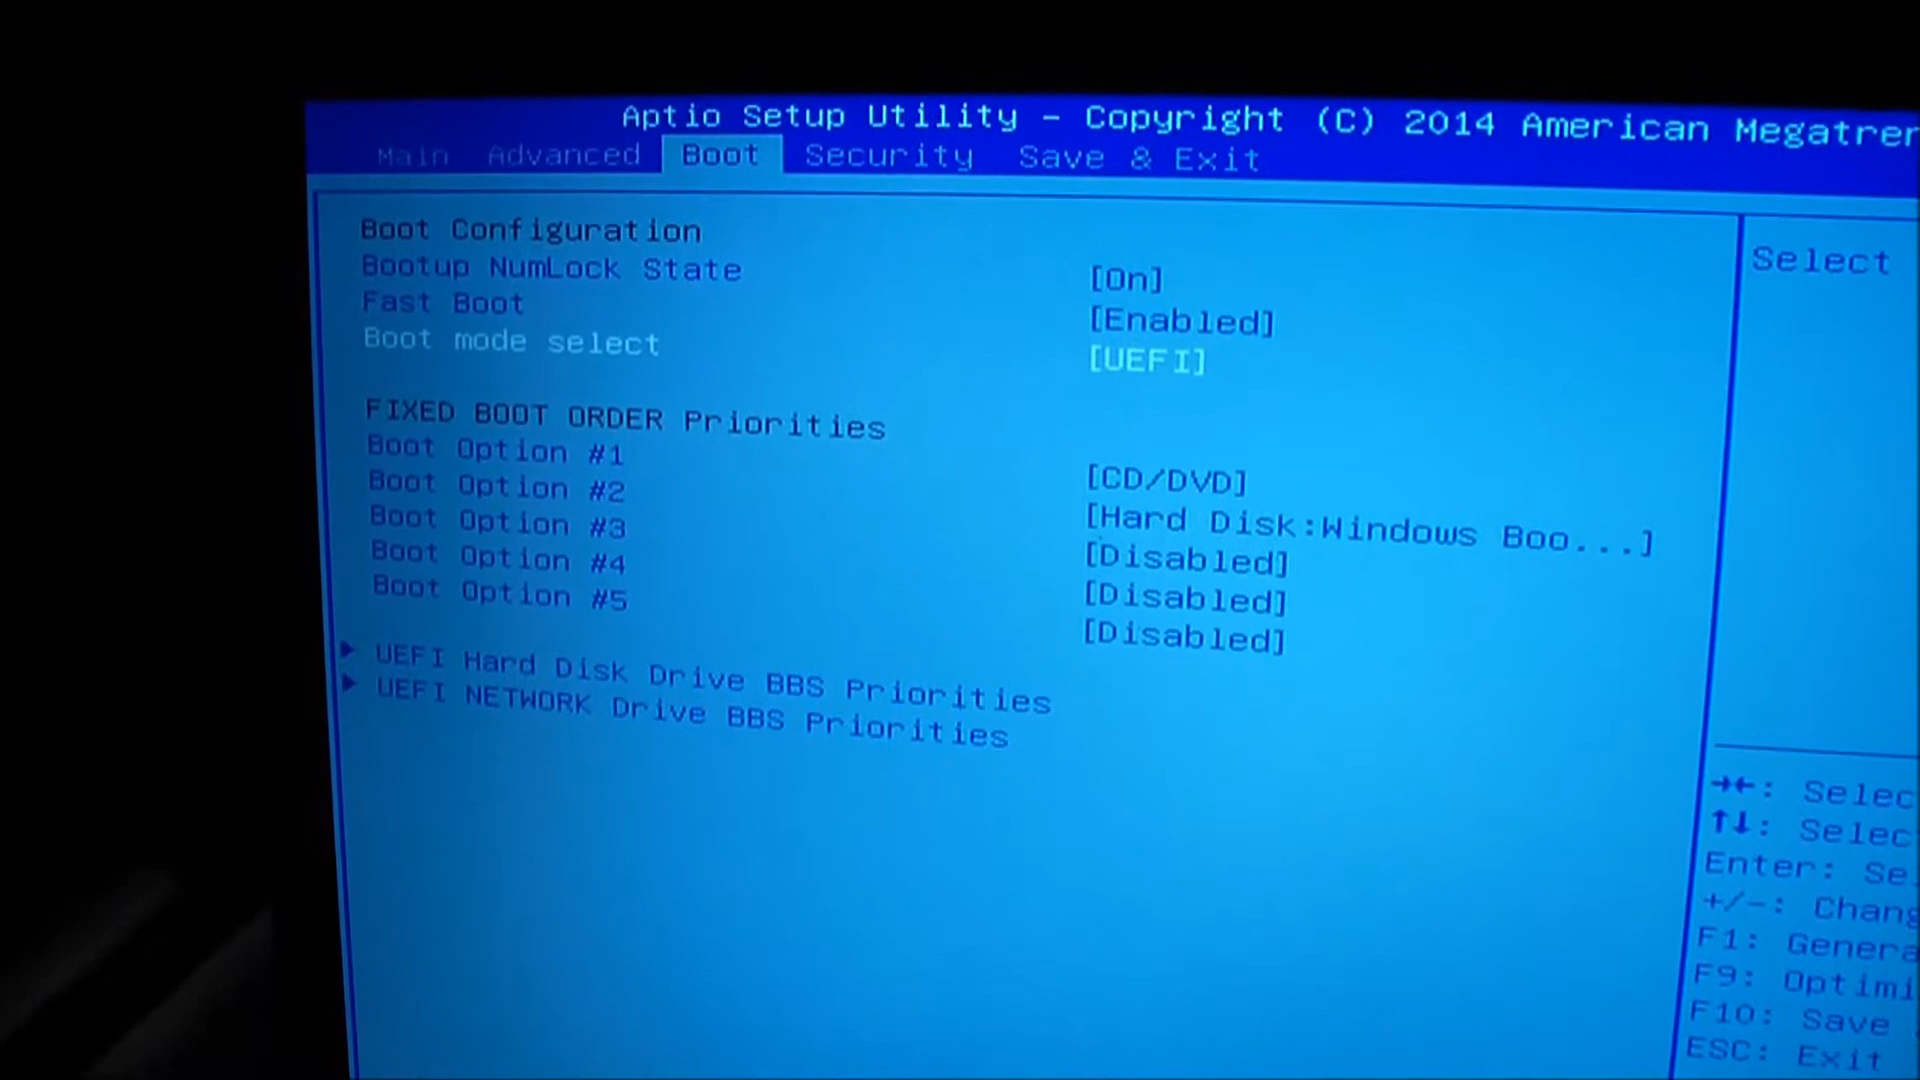 Aptio Setup Utility - Copyright (C) 2014 American Megatren
Main Advanced Boot Security Save & Exit
Boot Configuration
Bootup NumLock State [On]
Fast Boot [Enabled]
Boot mode select [UEFI]
FIXED BOOT ORDER Priorities
Boot Option #1 [CD/DVD]
Boot Option #2 [Hard Disk:Windows Boo...]
Boot Option #3 [Disabled]
Boot Option #4 [Disabled]
Boot Option #5 [Disabled]
▶ UEFI Hard Disk Drive BBS Priorities
▶ UEFI NETWORK Drive BBS Priorities
Select
→←: Selec
↑↓: Selec
Enter: Se
+/-: Chang
F1: Genera
F9: Optimi
F10: Save
ESC: Exit